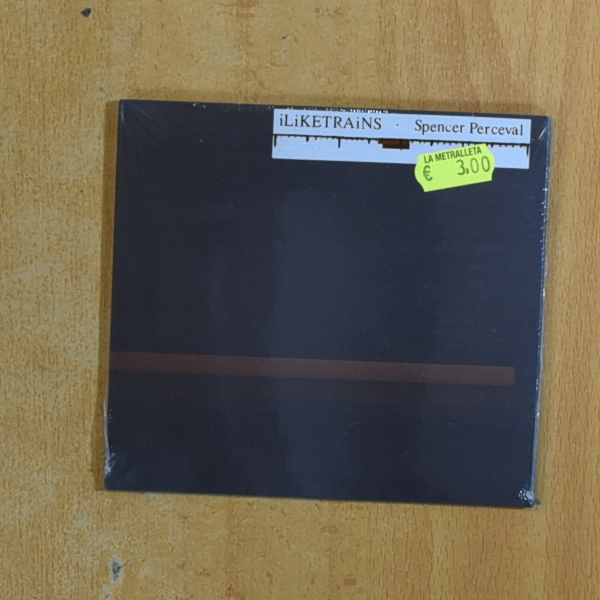 iLiKETRAiNS · Spencer Perceval
LA METRALLETA
€ 3.00